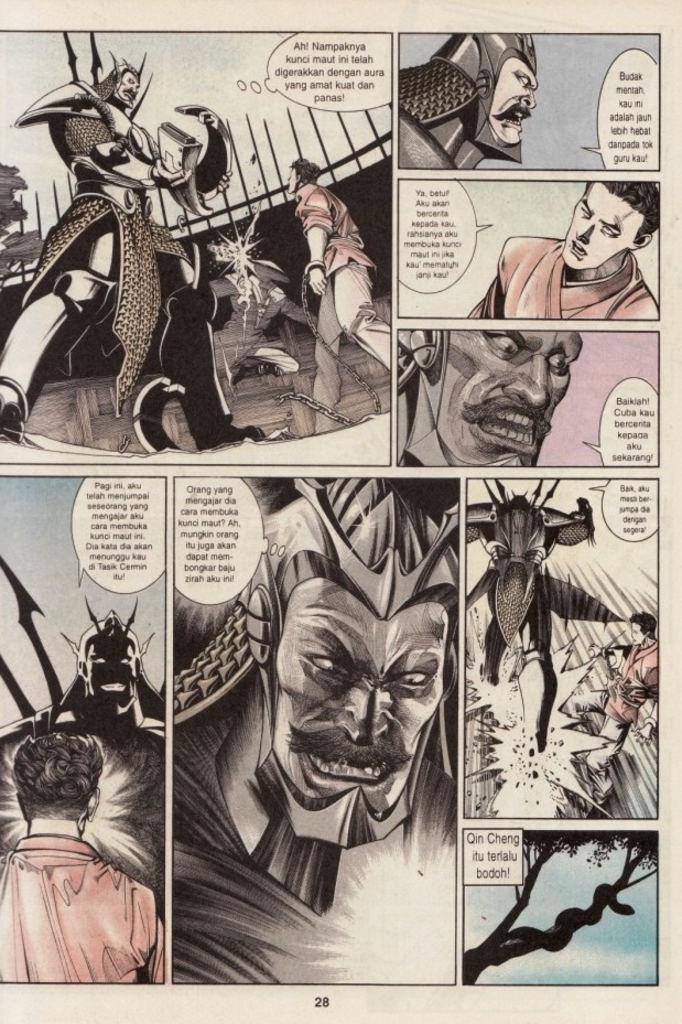 Ah! Nampaknya
kunci maut ini telah
digerakkan dengan aura
yang amat kuat dan
panas!
Budak
mentah,
kau ini
adalah jauh
lebih hebat
daripada tok
guru kau!
Ya, betul!
Aku akan
bercerita
kepada kau,
rahsianya aku
membuka kunci
maut ini jika
kau' mematuhi
janji kau!
Baiklah!
Cuba kau
bercerita
kepada
aku
sekarang!
Pagi ini, aku
telah menjumpai
seseorang yang
mengajar aku
cara membuka
kunci maut ini.
Dia kata dia akan
menunggu kau
di Tasik Cermin
itu!
Orang yang
mengajar dia
cara membuka
kunci maut? Ah,
mungkin orang
itu juga akan
dapat mem-
bongkar baju
zirah aku ini!
Baik, aku
mesti ber-
jumpa dia
dengan
segera!
Qin Cheng
itu terlalu
bodoh!
28